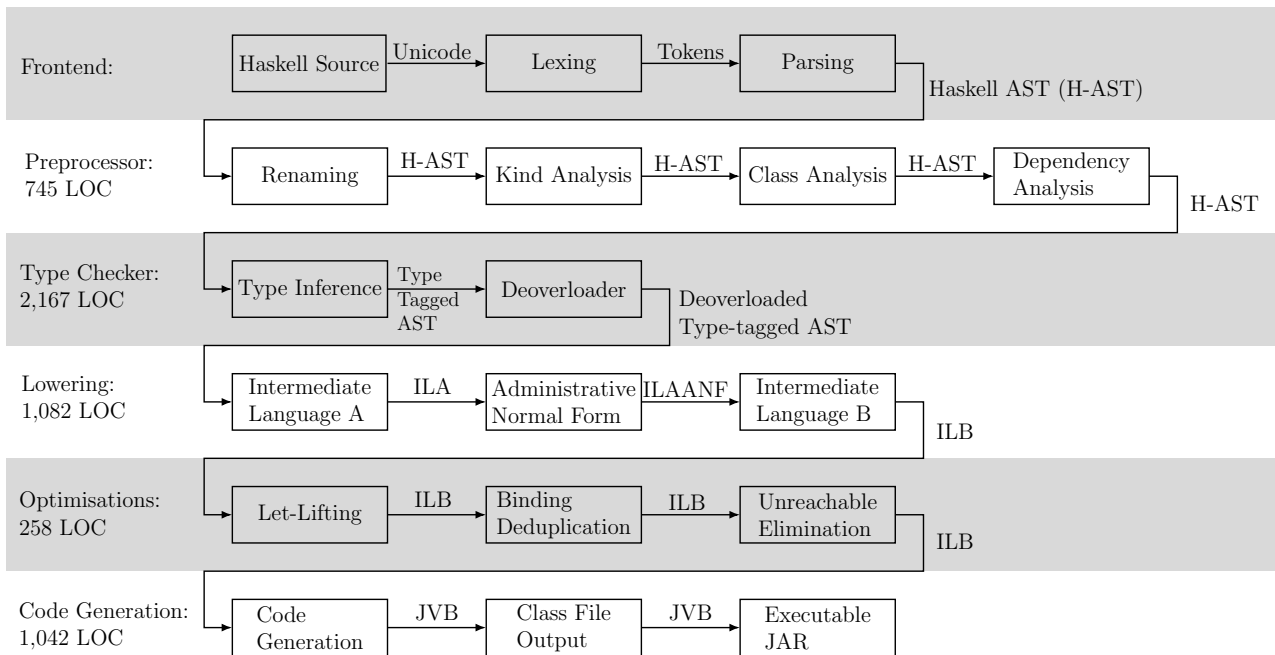 Frontend:
Haskell Source
Unicode
Lexing
Tokens
Parsing
Haskell AST (H-AST)
Preprocessor:
745 LOC
Renaming
H-AST
Kind Analysis
H-AST
Class Analysis
H-AST
Dependency
Analysis
H-AST
Type Checker:
2,167 LOC
Type Inference
Type
Tagged
AST
Deoverloader
Deoverloaded
Type-tagged AST
Lowering:
1,082 LOC
Intermediate
Language A
ILA
Administrative
Normal Form
ILAANF
Intermediate
Language B
ILB
Optimisations:
258 LOC
Let-Lifting
ILB
Binding
Deduplication
ILB
Unreachable
Elimination
ILB
Code Generation:
1,042 LOC
Code
Generation
JVB
Class File
Output
JVB
Executable
JAR